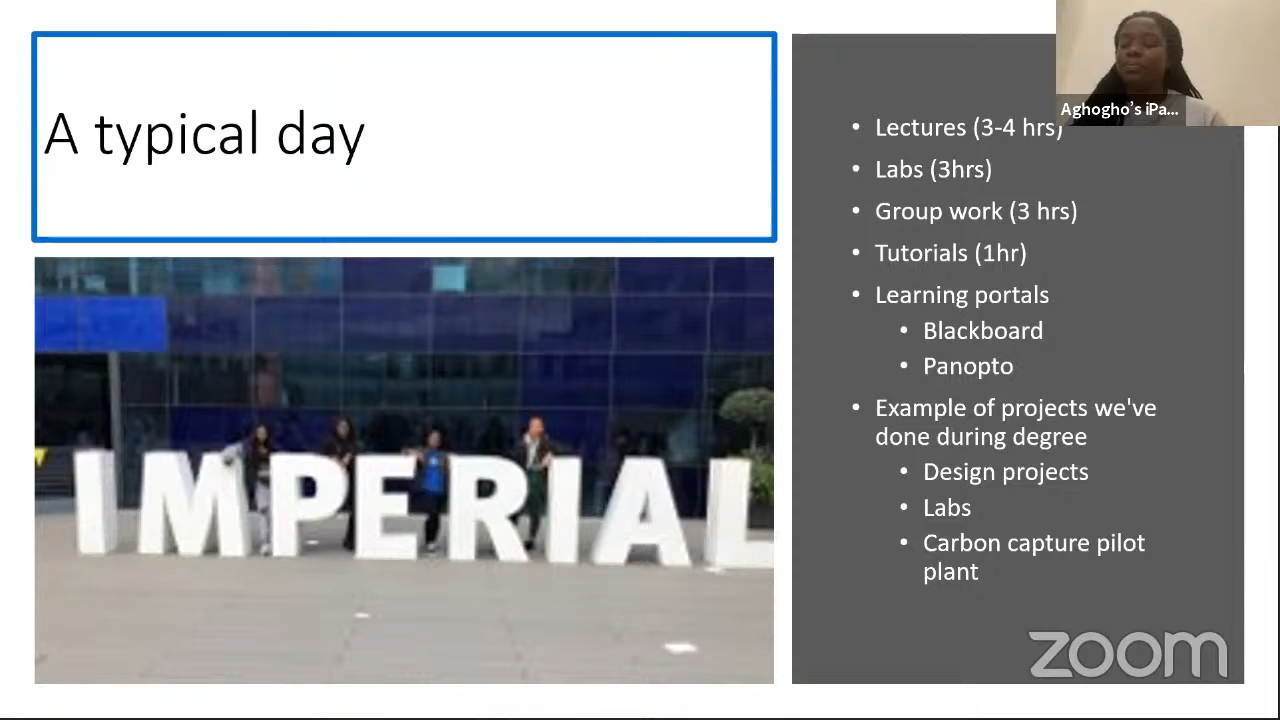 A typical day
Aghogho’s iPa...
• Lectures (3-4 hrs)
• Labs (3hrs)
• Group work (3 hrs)
• Tutorials (1hr)
• Learning portals
• Blackboard
• Panopto
• Example of projects we've
done during degree
• Design projects
• Labs
• Carbon capture pilot
plant
IMPERIAL
zoom